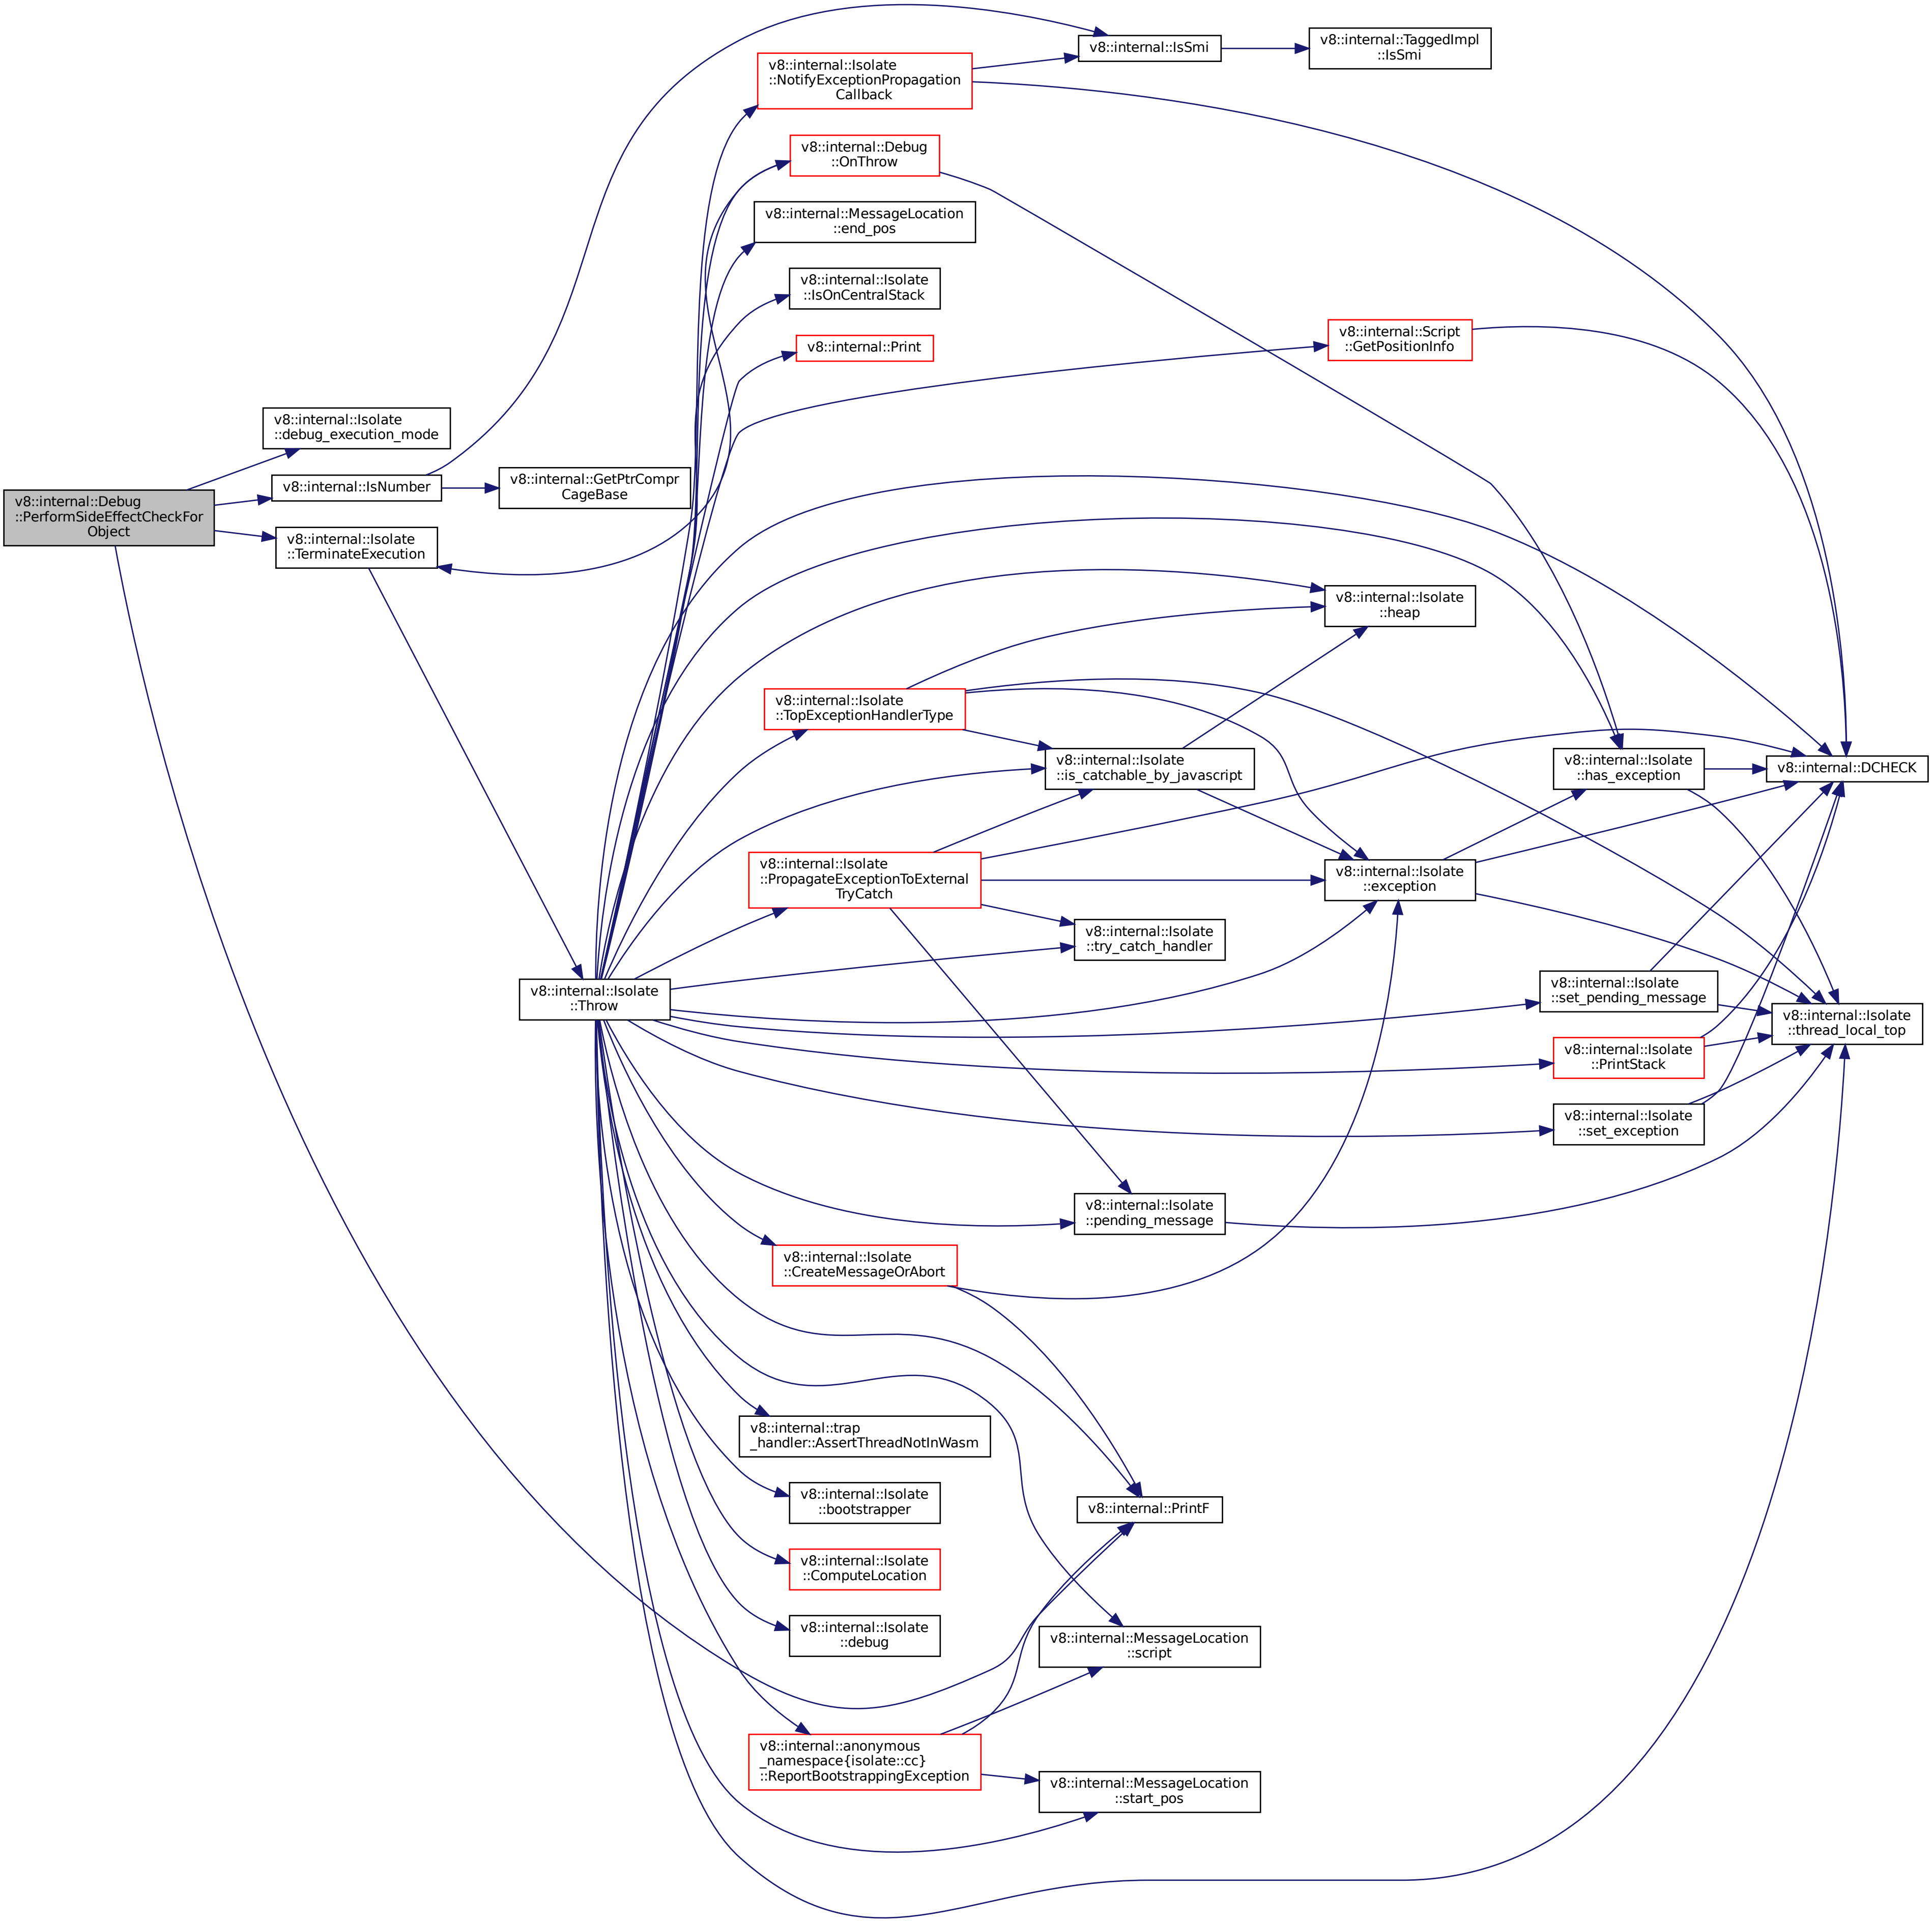 v8::internal::IsSmi
v8::internal::TaggedImpl
::IsSmi
v8::internal::Isolate
::NotifyExceptionPropagation
Callback
v8::internal::Debug
::OnThrow
v8::internal::MessageLocation
::end_pos
v8::internal::Isolate
::IsOnCentralStack
v8::internal::Print
v8::internal::Script
::GetPositionInfo
v8::internal::Isolate
::debug_execution_mode
v8::internal::IsNumber
v8::internal::GetPtrCompr
CageBase
v8::internal::Debug
::PerformSideEffectCheckFor
Object
v8::internal::Isolate
::TerminateExecution
v8::internal::Isolate
::heap
v8::internal::Isolate
::TopExceptionHandlerType
v8::internal::Isolate
::is_catchable_by_javascript
v8::internal::Isolate
::has_exception
v8::internal::DCHECK
v8::internal::Isolate
::PropagateExceptionToExternal
TryCatch
v8::internal::Isolate
::exception
v8::internal::Isolate
::try_catch_handler
v8::internal::Isolate
::Throw
v8::internal::Isolate
::set_pending_message
v8::internal::Isolate
::thread_local_top
v8::internal::Isolate
::PrintStack
v8::internal::Isolate
::set_exception
v8::internal::Isolate
::pending_message
v8::internal::Isolate
::CreateMessageOrAbort
v8::internal::trap
_handler::AssertThreadNotInWasm
v8::internal::Isolate
::bootstrapper
v8::internal::PrintF
v8::internal::Isolate
::ComputeLocation
v8::internal::Isolate
::debug
v8::internal::MessageLocation
::script
v8::internal::anonymous
_namespace{isolate::cc}
::ReportBootstrappingException
v8::internal::MessageLocation
::start_pos